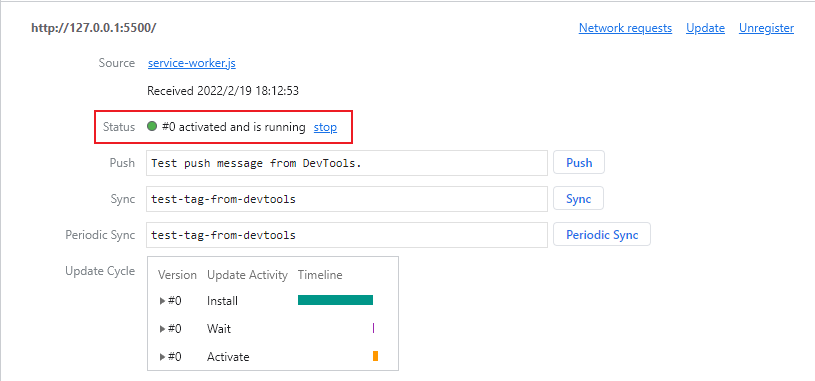 http://127.0.0.1:5500/ Network requests Update Unregister
Source service-worker.js
Received 2022/2/19 18:12:53
Status #0 activated and is running stop
Push Test push message from DevTools. Push
Sync test-tag-from-devtools Sync
Periodic Sync test-tag-from-devtools Periodic Sync
Update Cycle Version Update Activity Timeline
#0 Install
#0 Wait
#0 Activate